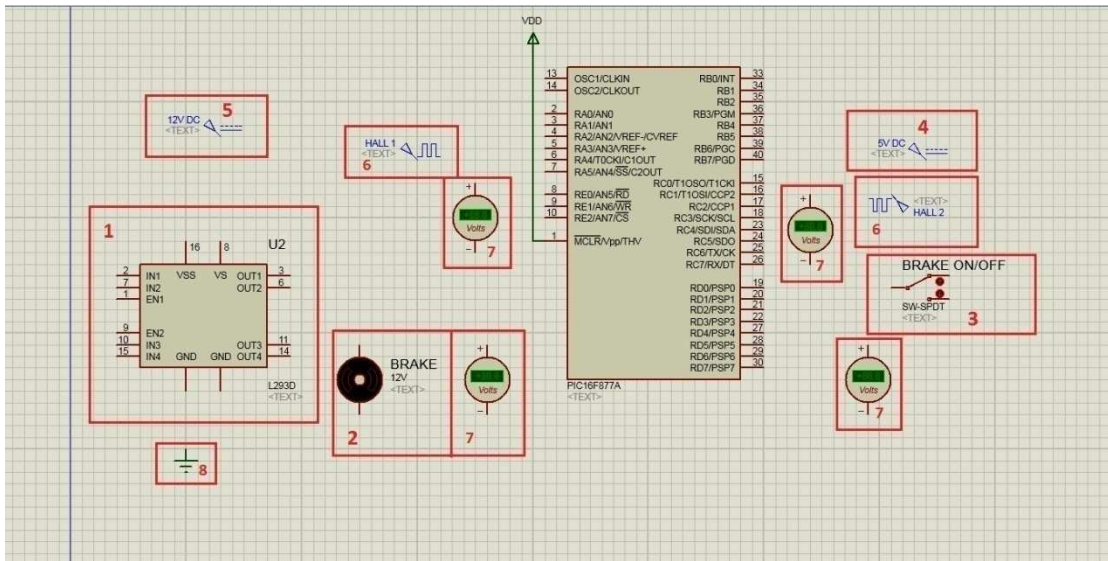 VDD
5
12V DC
<TEXT>
HALL 1
<TEXT>
6
+
Volts
−
7
1
U2
16
8
2
IN1
VSS
VS
OUT1
3
7
IN2
OUT2
6
1
EN1
9
EN2
10
IN3
OUT3
11
15
IN4
GND
GND
OUT4
14
L293D
<TEXT>
8
BRAKE
12V
<TEXT>
2
+
Volts
−
7
13
OSC1/CLKIN
14
OSC2/CLKOUT
2
RA0/AN0
3
RA1/AN1
4
RA2/AN2/VREF-/CVREF
5
RA3/AN3/VREF+
6
RA4/T0CKI/C1OUT
7
RA5/AN4/SS/C2OUT
8
RE0/AN5/RD
9
RE1/AN6/WR
10
RE2/AN7/CS
1
MCLR/Vpp/THV
RB0/INT
33
RB1
34
RB2
35
RB3/PGM
36
RB4
37
RB5
38
RB6/PGC
39
RB7/PGD
40
RC0/T1OSO/T1CKI
15
RC1/T1OSI/CCP2
16
RC2/CCP1
17
RC3/SCK/SCL
18
RC4/SDI/SDA
23
RC5/SDO
24
RC6/TX/CK
25
RC7/RX/DT
26
RD0/PSP0
19
RD1/PSP1
20
RD2/PSP2
21
RD3/PSP3
22
RD4/PSP4
27
RD5/PSP5
28
RD6/PSP6
29
RD7/PSP7
30
PIC16F877A
<TEXT>
+
Volts
−
7
4
5V DC
<TEXT>
<TEXT>
HALL 2
6
BRAKE ON/OFF
SW-SPDT
<TEXT>
3
+
Volts
−
7